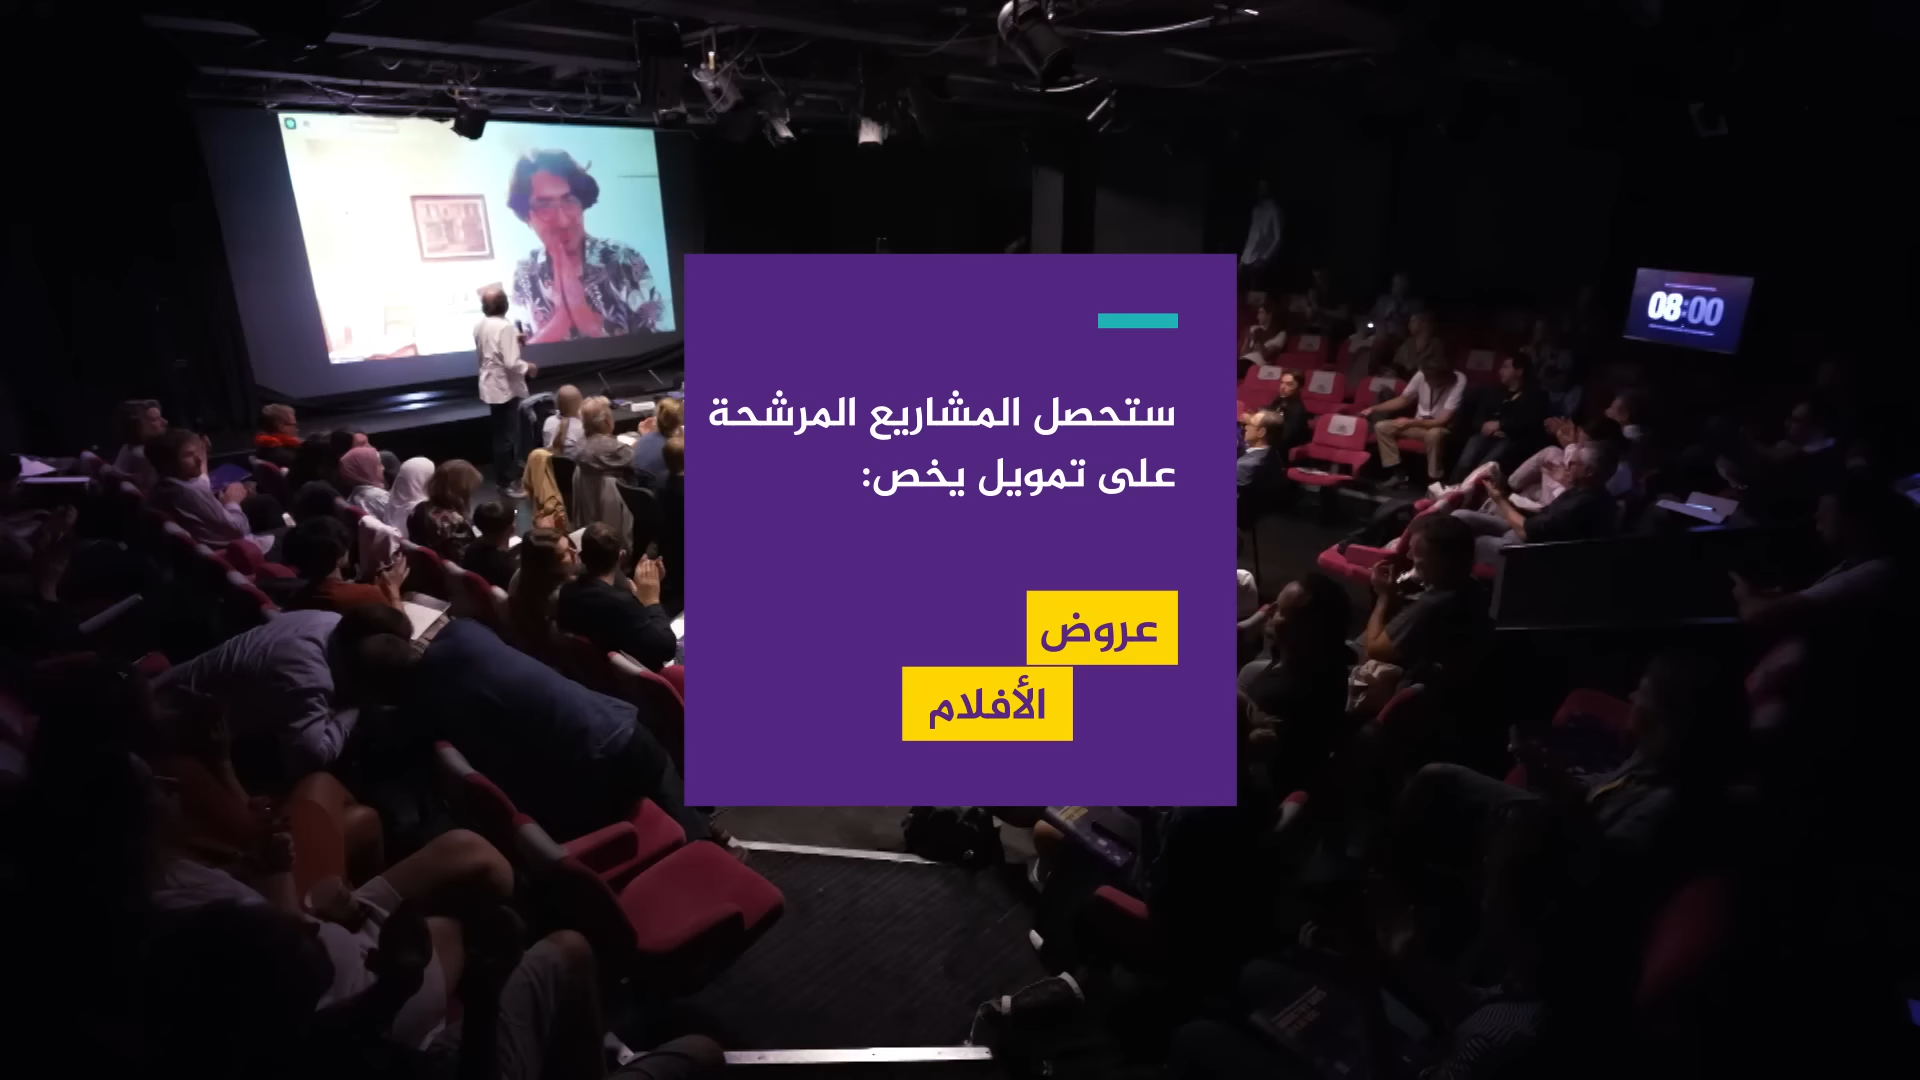 ستحصل المشاريع المرشحة
على تمويل يخص:
عروض
الأفلام
08:00